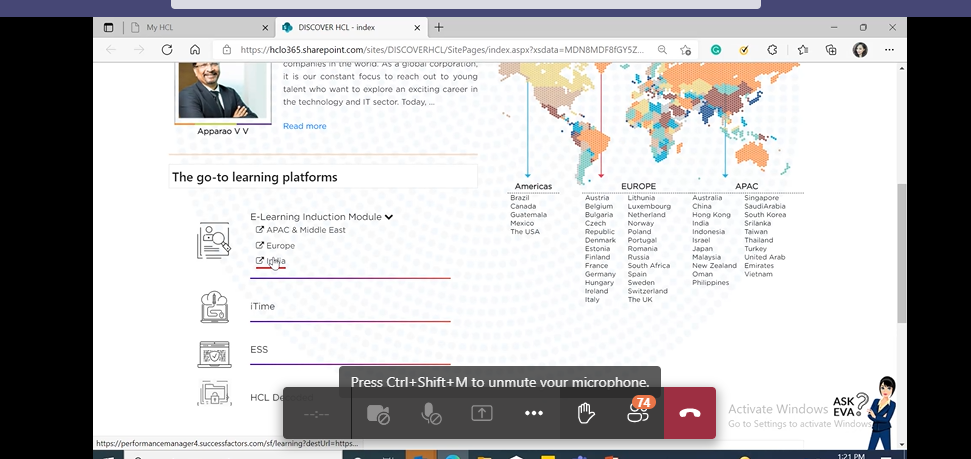 My HCL
DISCOVER HCL - index
https://hclo365.sharepoint.com/sites/DISCOVERHCL/SitePages/index.aspx?xsdata=MDN8MDF8fGY5Z...
companies in the world. As a global corporation,
it is our constant focus to reach out to young
talent who want to explore an exciting career in
the technology and IT sector. Today, ...
Read more
Apparao V V
The go-to learning platforms
E-Learning Induction Module
APAC & Middle East
Europe
India
iTime
ESS
Americas
Brazil
Canada
Guatemala
Mexico
The USA
EUROPE
Austria
Belgium
Bulgaria
Czech
Republic
Denmark
Estonia
Finland
France
Germany
Hungary
Ireland
Italy
Lithunia
Luxembourg
Netherland
Norway
Poland
Portugal
Romania
Russia
South Africa
Spain
Sweden
Switzerland
The UK
APAC
Australia
China
Hong Kong
India
Indonesia
Israel
Japan
Malaysia
New Zealand
Oman
Philippines
Singapore
SaudiArabia
South Korea
Srilanka
Taiwan
Thailand
Turkey
United Arab
Emirates
Vietnam
Press Ctrl+Shift+M to unmute your microphone.
--:--
74
HCL
Activate Windows
Go to Settings to activate Windows
ASK
EVA
?
https://performancemanager4.successfactors.com/sf/learning?destUrl=https...
1:21 PM